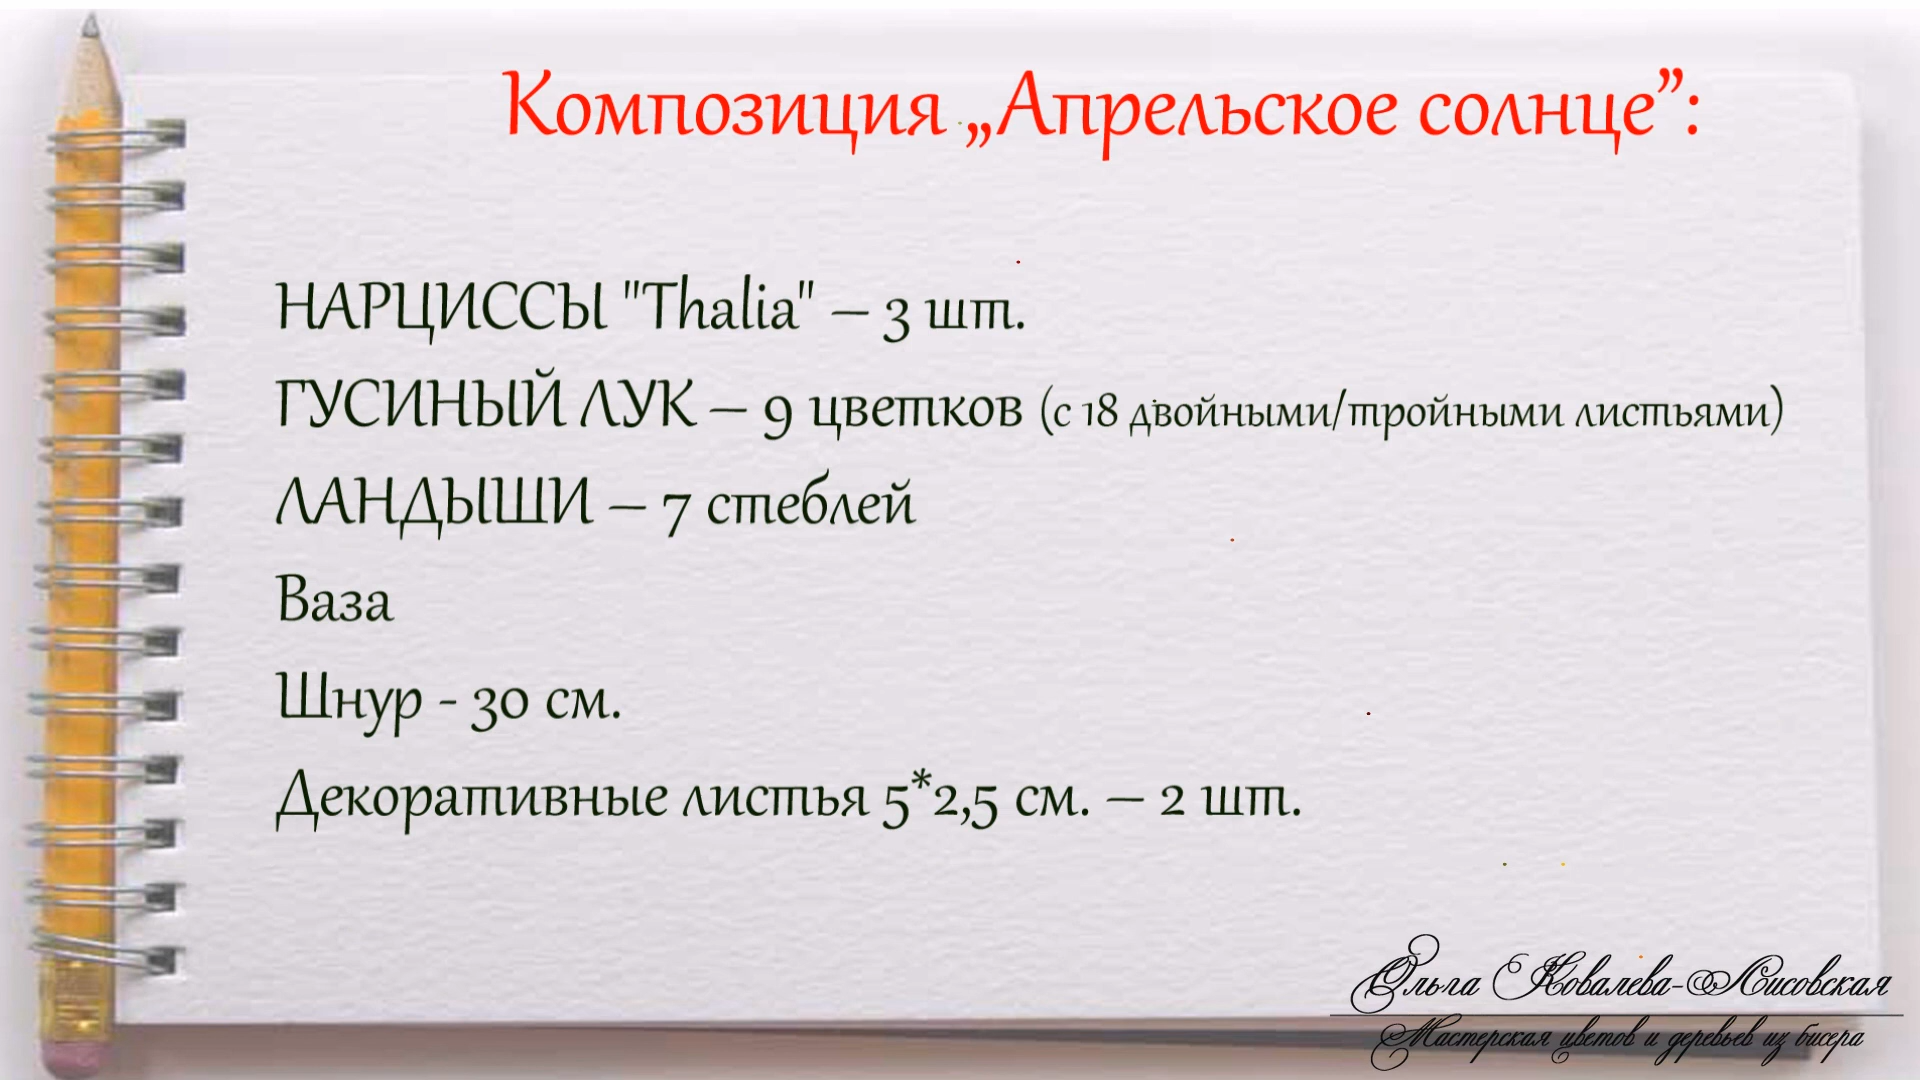 Композиция „Апрельское солнце”:
НАРЦИССЫ "Thalia" – 3 шт.
ГУСИНЫЙ ЛУК – 9 цветков (с 18 двойными/тройными листьями)
ЛАНДЫШИ – 7 стеблей
Ваза
Шнур - 30 см.
Декоративные листья 5*2,5 см. – 2 шт.
Ольга Ковалева-Лисовская
Мастерская цветов и деревьев из бисера